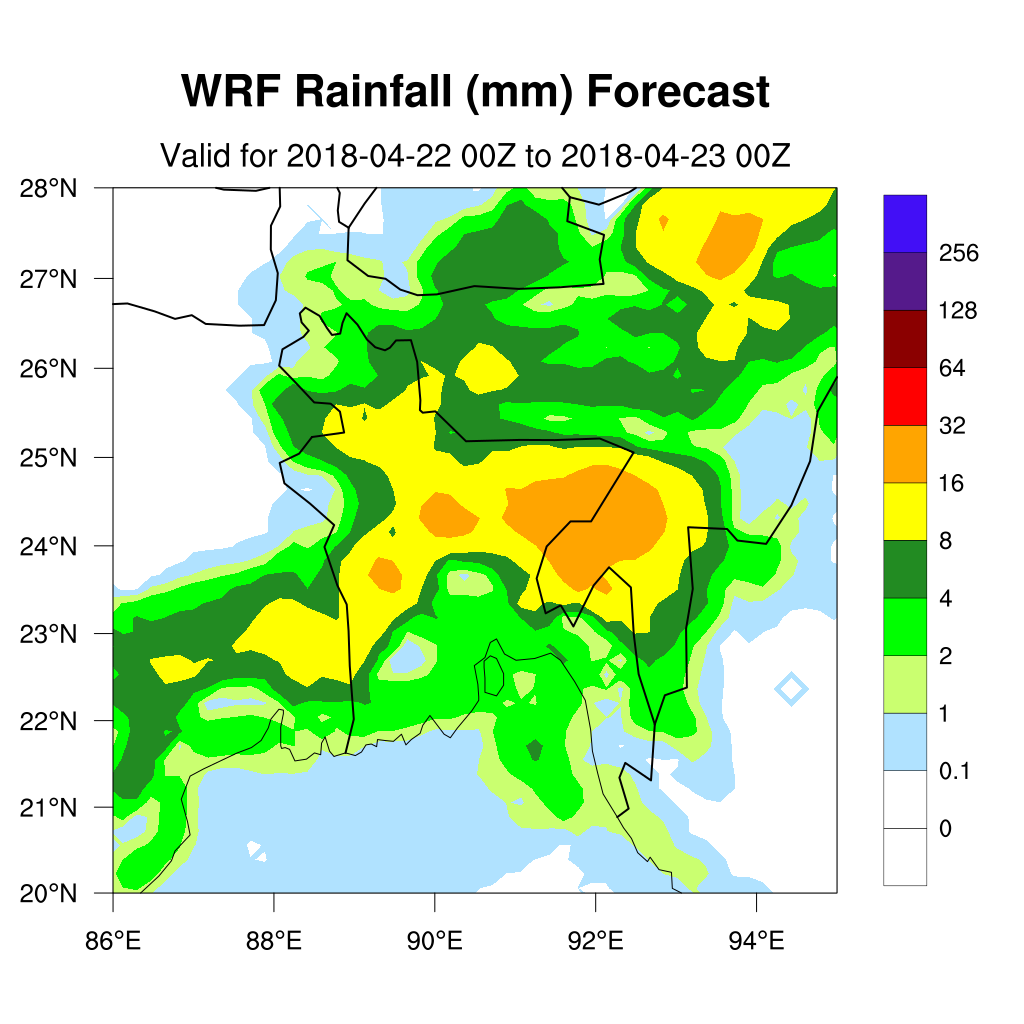 WRF Rainfall (mm) Forecast
Valid for 2018-04-22 00Z to 2018-04-23 00Z
28°N
27°N
26°N
25°N
24°N
23°N
22°N
21°N
20°N
86°E 88°E 90°E 92°E 94°E
256
128
64
32
16
8
4
2
1
0.1
0